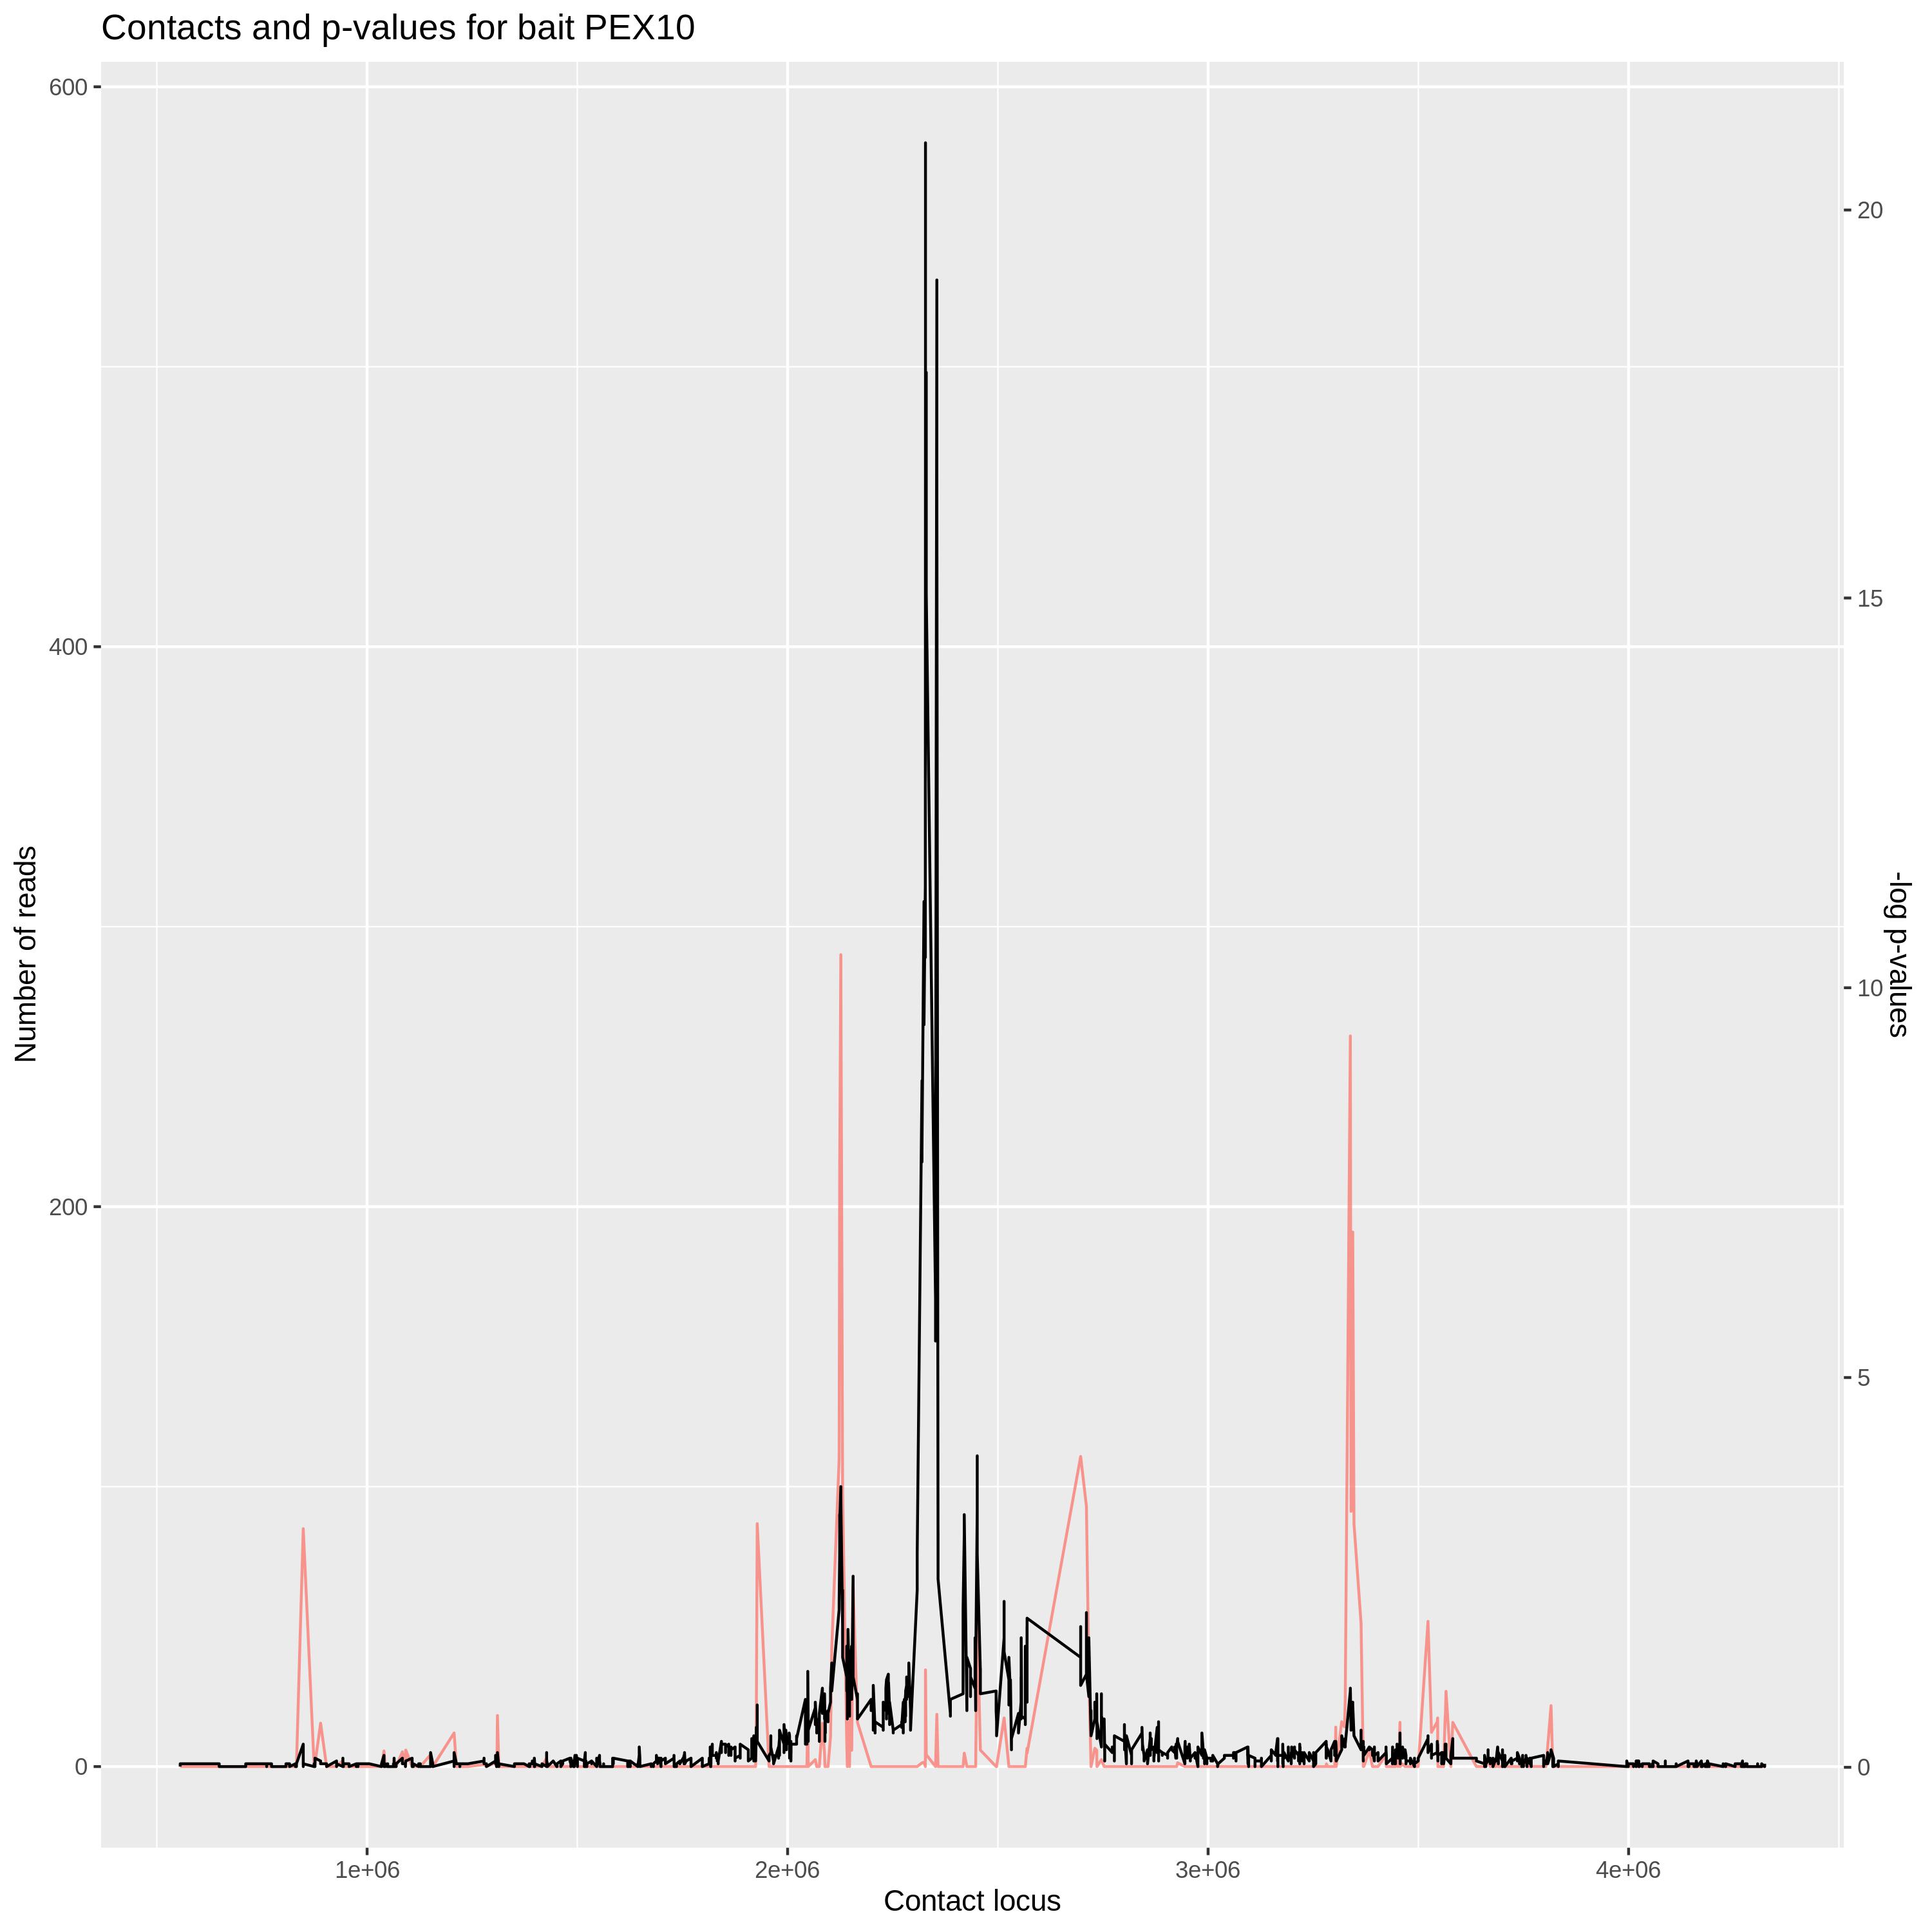 Contacts and p-values for bait PEX10
600
400
200
0
Number of reads
20
15
10
5
0
-log p-values
1e+06
2e+06
3e+06
4e+06
Contact locus